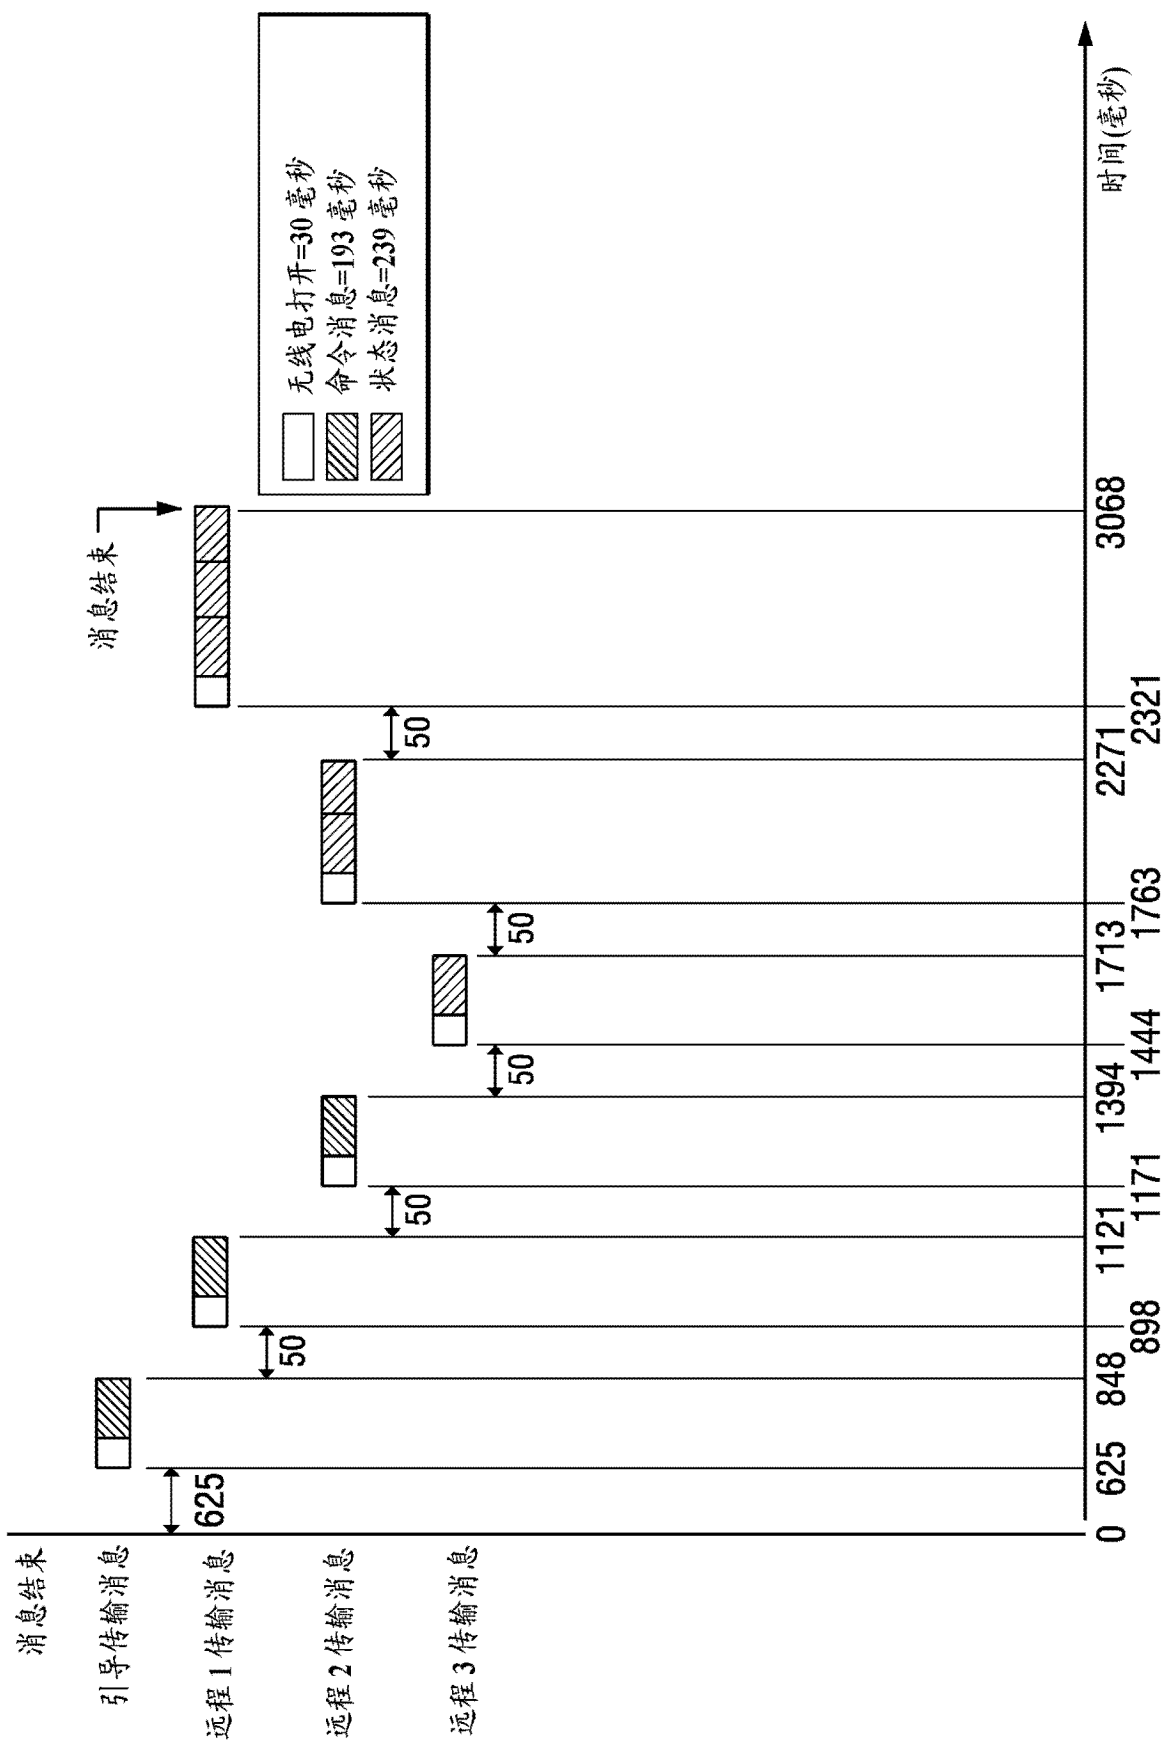 消息结束
引导传输消息
远程1传输消息
远程2传输消息
远程3传输消息
消息结束
无线电打开=30 毫秒
命令消息=193 毫秒
状态消息=239 毫秒
625
50
50
50
50
50
0 625 848 898 1121 1171 1394 1444 1713 1763 2271 2321 3068
时间(毫秒)